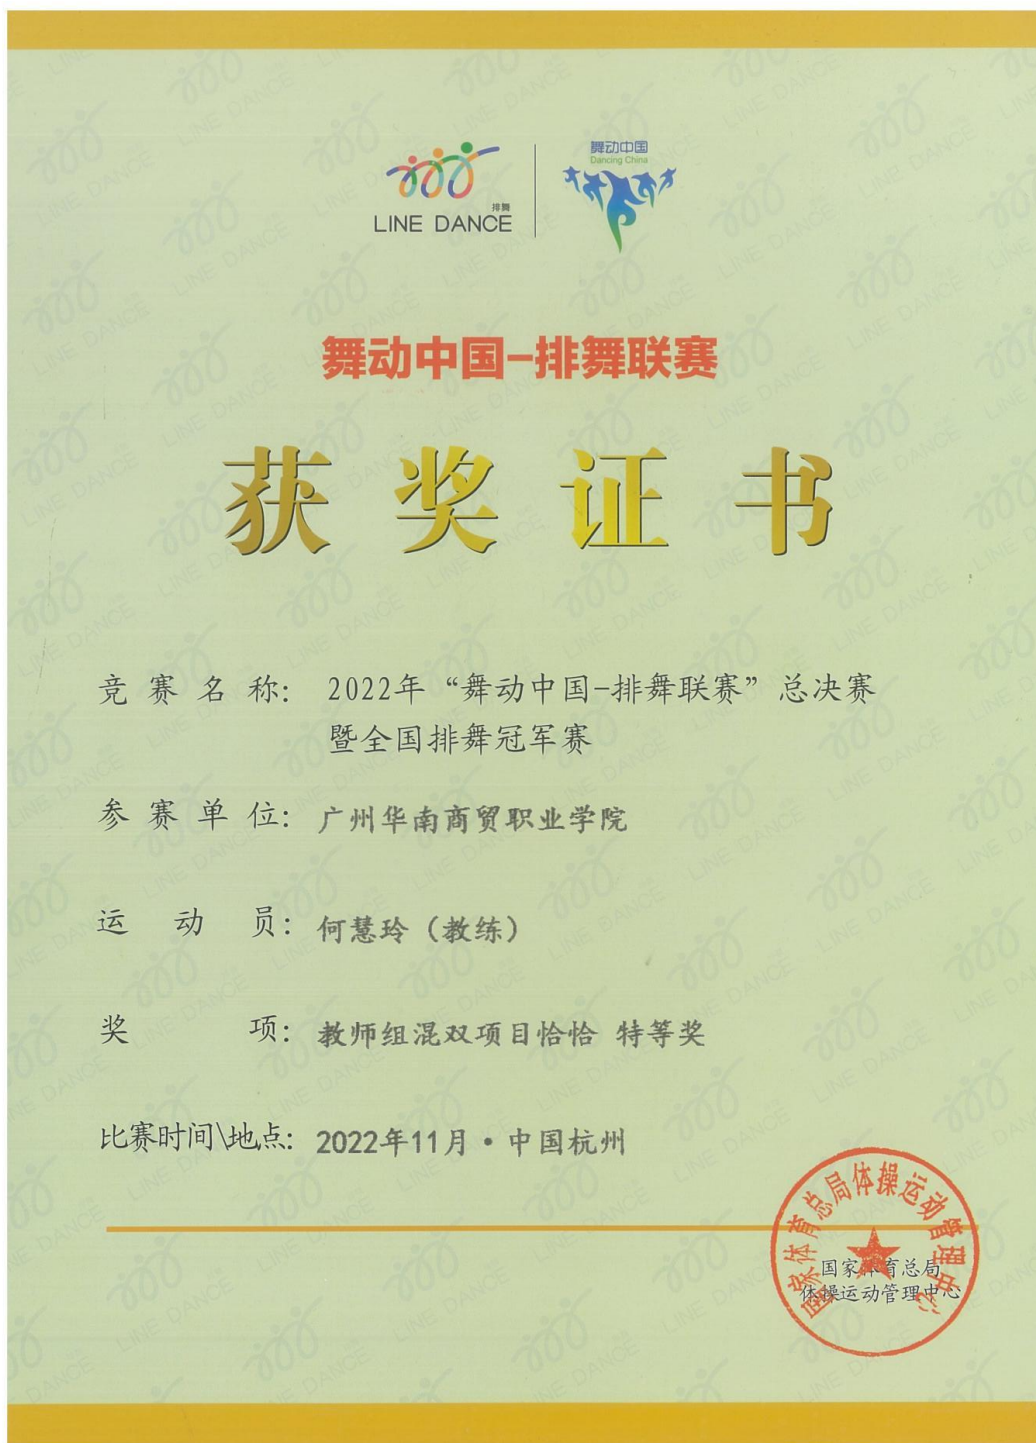 舞动中国
Dancing China
排舞
LINE DANCE
舞动中国-排舞联赛
获奖证书
竞赛名称: 2022年“舞动中国-排舞联赛”总决赛
暨全国排舞冠军赛
参赛单位: 广州华南商贸职业学院
运动员: 何慧玲（教练）
奖项: 教师组混双项目恰恰 特等奖
比赛时间\地点: 2022年11月·中国杭州
国家体育总局体操运动管理中心
国家体育总局
体操运动管理中心